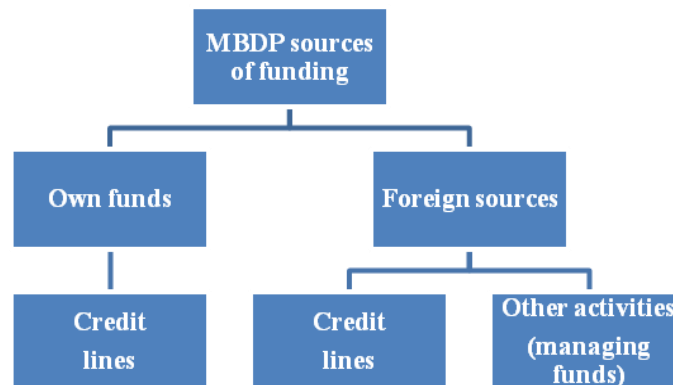 MBDP sources
of funding
Own funds
Foreign sources
Credit
lines
Credit
lines
Other activities
(managing
funds)